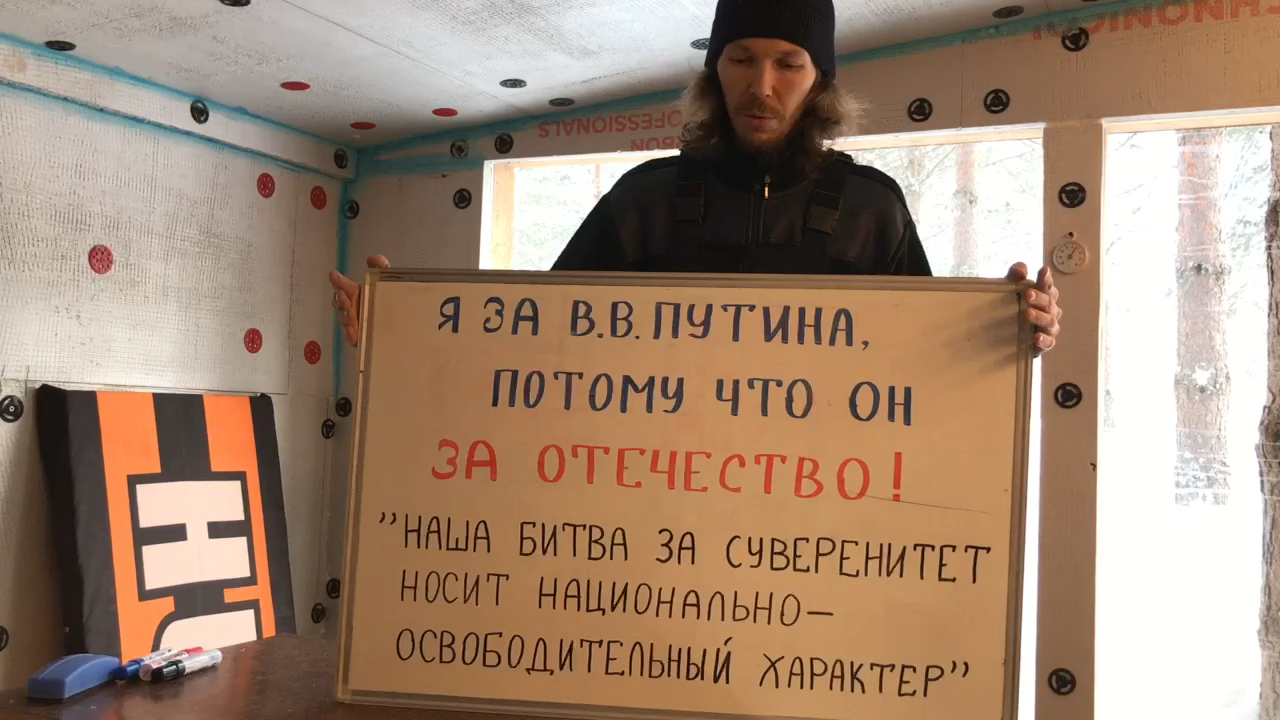 Я ЗА В.В. ПУТИНА,
ПОТОМУ ЧТО ОН
ЗА ОТЕЧЕСТВО!
"НАША БИТВА ЗА СУВЕРЕНИТЕТ
НОСИТ НАЦИОНАЛЬНО–
ОСВОБОДИТЕЛЬНЫЙ ХАРАКТЕР"